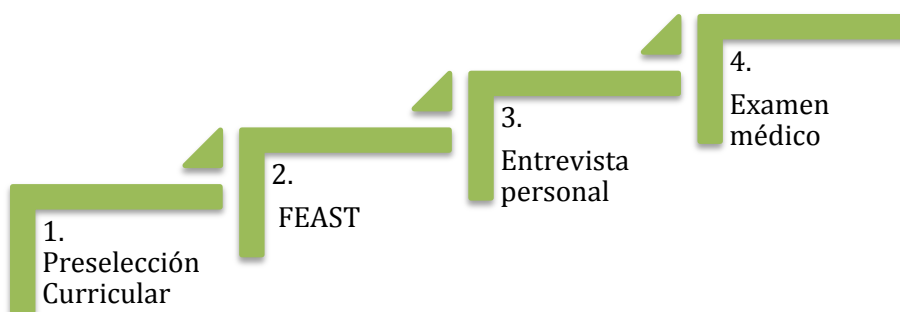 1.
Preselección
Curricular
2.
FEAST
3.
Entrevista
personal
4.
Examen
médico